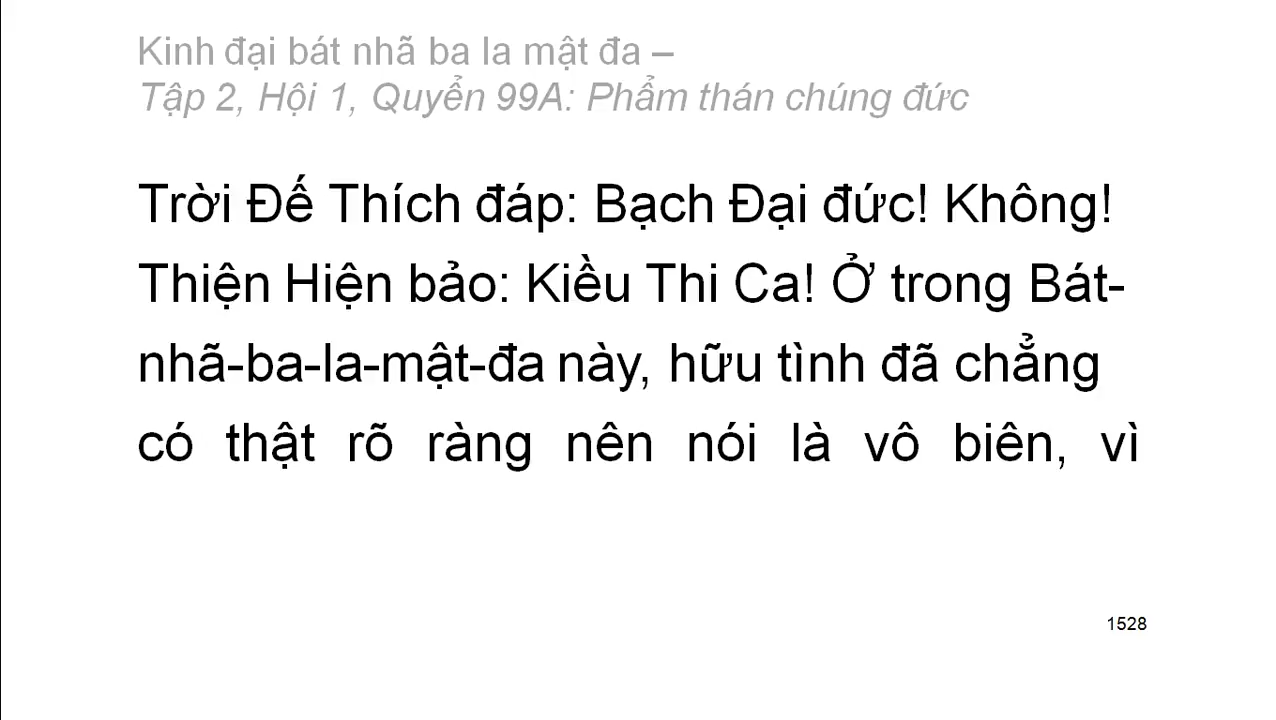 Kinh đại bát nhã ba la mật đa –
Tập 2, Hội 1, Quyển 99A: Phẩm thán chúng đức
Trời Đế Thích đáp: Bạch Đại đức! Không!
Thiện Hiện bảo: Kiều Thi Ca! Ở trong Bát-
nhã-ba-la-mật-đa này, hữu tình đã chẳng
có thật rõ ràng nên nói là vô biên, vì
1528